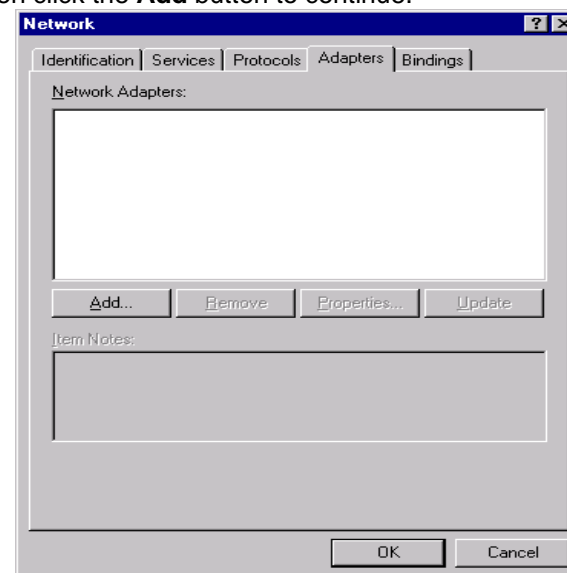 click the Add button to continue.
Network
Identification Services Protocols Adapters Bindings
Network Adapters:
Add... Remove Properties... Update
Item Notes:
OK Cancel